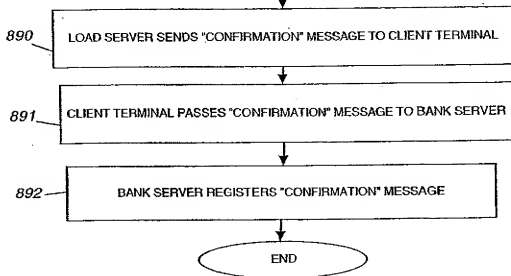 890
LOAD SERVER SENDS "CONFIRMATION" MESSAGE TO CLIENT TERMINAL
891
CLIENT TERMINAL PASSES "CONFIRMATION" MESSAGE TO BANK SERVER
892
BANK SERVER REGISTERS "CONFIRMATION" MESSAGE
END